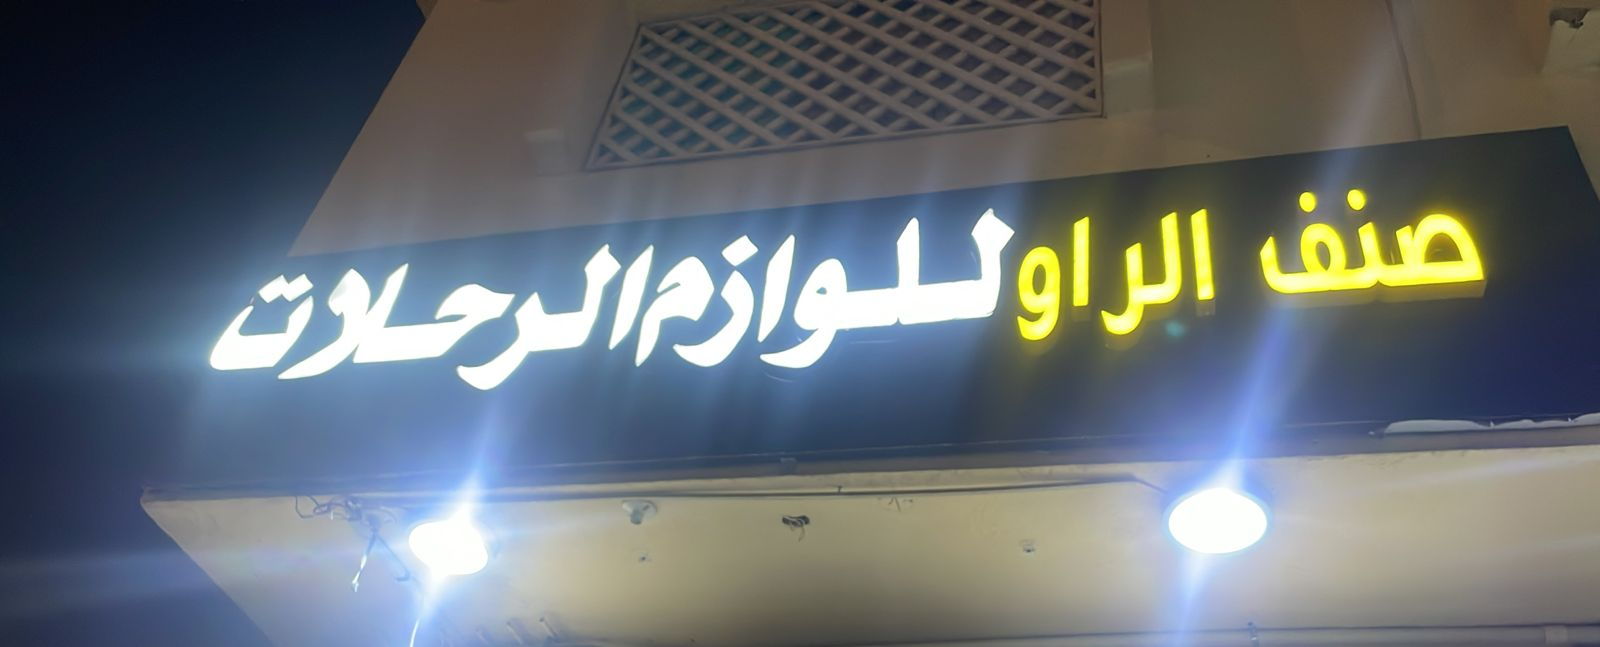 صنف الراو للوازم الرحلات